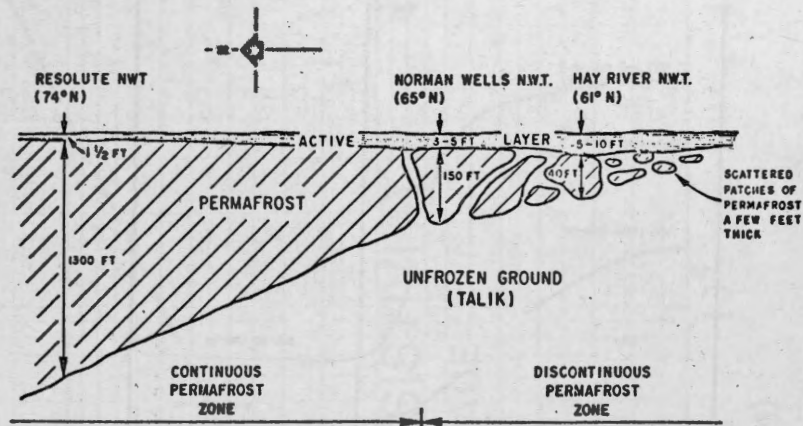 N
RESOLUTE NWT
(74°N)
NORMAN WELLS N.W.T.
(65°N)
HAY RIVER N.W.T.
(61°N)
ACTIVE
3-5 FT
LAYER
5-10 FT
1 1/2 FT
PERMAFROST
150 FT
40 FT
SCATTERED
PATCHES OF
PERMAFROST
A FEW FEET
THICK
1300 FT
UNFROZEN GROUND
(TALIK)
CONTINUOUS
PERMAFROST
ZONE
DISCONTINUOUS
PERMAFROST
ZONE